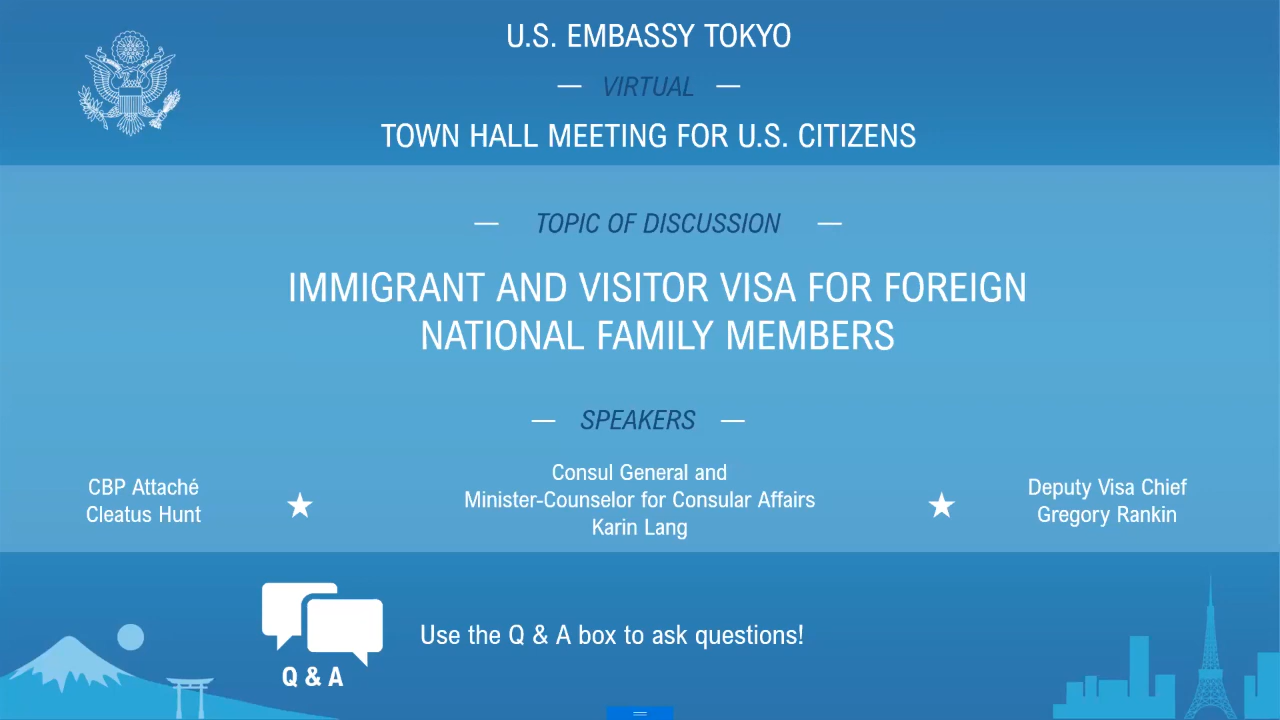 U.S. EMBASSY TOKYO
— VIRTUAL —
TOWN HALL MEETING FOR U.S. CITIZENS
— TOPIC OF DISCUSSION —
IMMIGRANT AND VISITOR VISA FOR FOREIGN
NATIONAL FAMILY MEMBERS
— SPEAKERS —
CBP Attaché
Cleatus Hunt
Consul General and
Minister-Counselor for Consular Affairs
Karin Lang
Deputy Visa Chief
Gregory Rankin
Q & A
Use the Q & A box to ask questions!